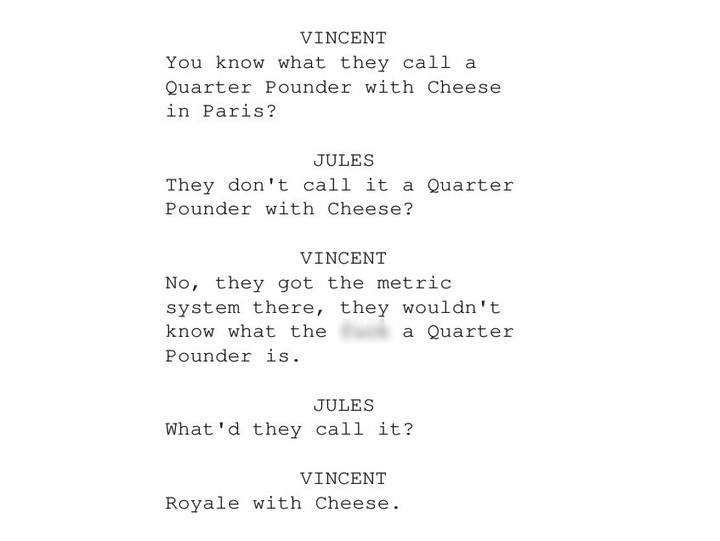 VINCENT
You know what they call a
Quarter Pounder with Cheese
in Paris?
JULES
They don't call it a Quarter
Pounder with Cheese?
VINCENT
No, they got the metric
system there, they wouldn't
know what the a Quarter
Pounder is.
JULES
What'd they call it?
VINCENT
Royale with Cheese.